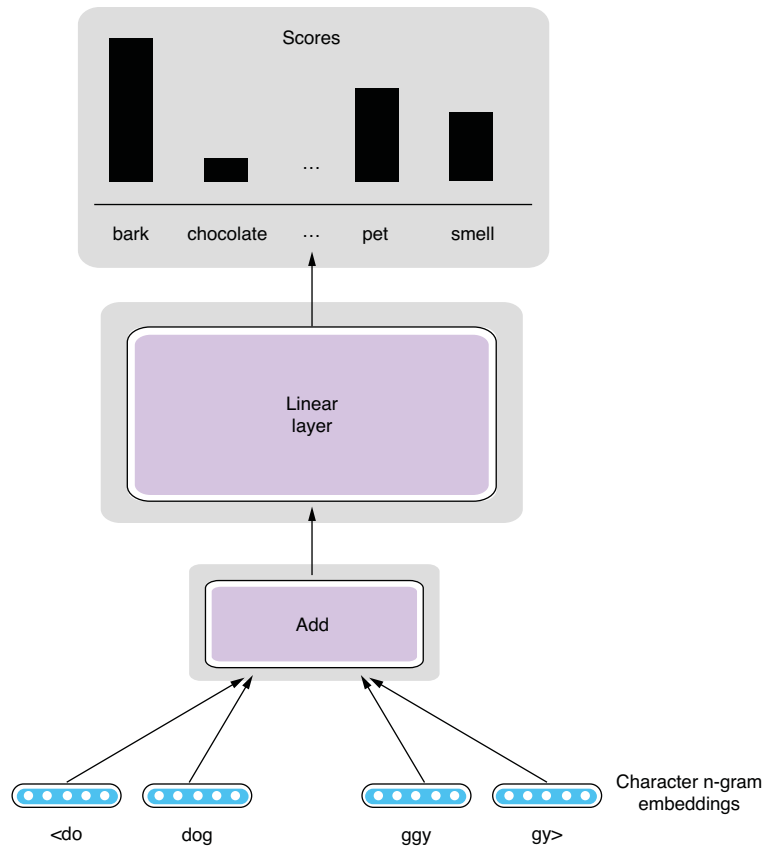 Scores
...
bark chocolate ... pet smell
Linear
layer
Add
Character n-gram
embeddings
<do dog ggy gy>